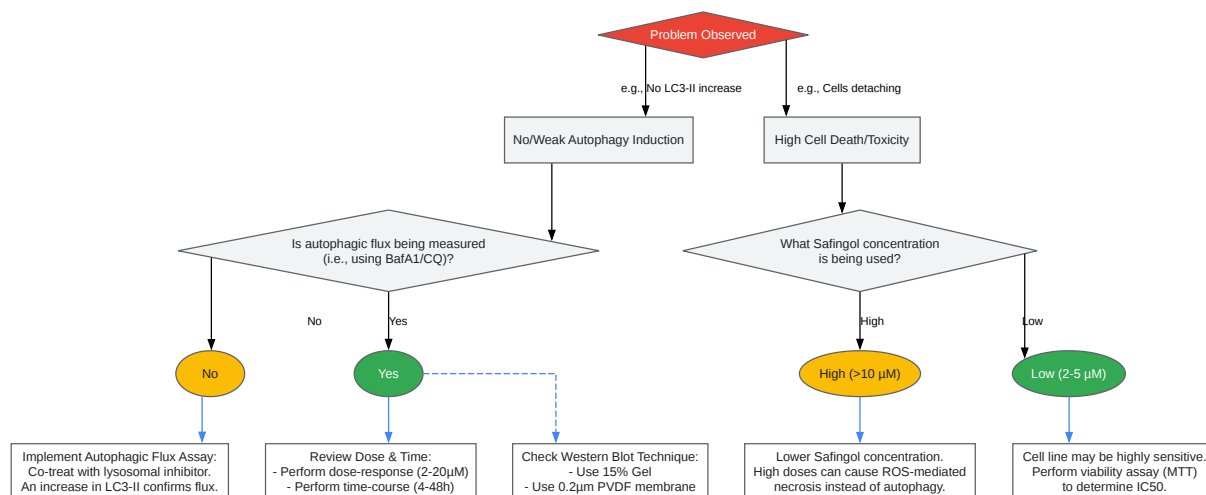 Problem Observed
e.g., No LC3-II increase
e.g., Cells detaching
No/Weak Autophagy Induction
High Cell Death/Toxicity
Is autophagic flux being measured
(i.e., using BafA1/CQ)?
What Safingol concentration
is being used?
No
Yes
High
Low
No
Yes
High (>10 µM)
Low (2-5 µM)
Implement Autophagic Flux Assay:
Co-treat with lysosomal inhibitor.
An increase in LC3-II confirms flux.
Review Dose & Time:
- Perform dose-response (2-20µM)
- Perform time-course (4-48h)
Check Western Blot Technique:
- Use 15% Gel
- Use 0.2µm PVDF membrane
Lower Safingol concentration.
High doses can cause ROS-mediated
necrosis instead of autophagy.
Cell line may be highly sensitive.
Perform viability assay (MTT)
to determine IC50.